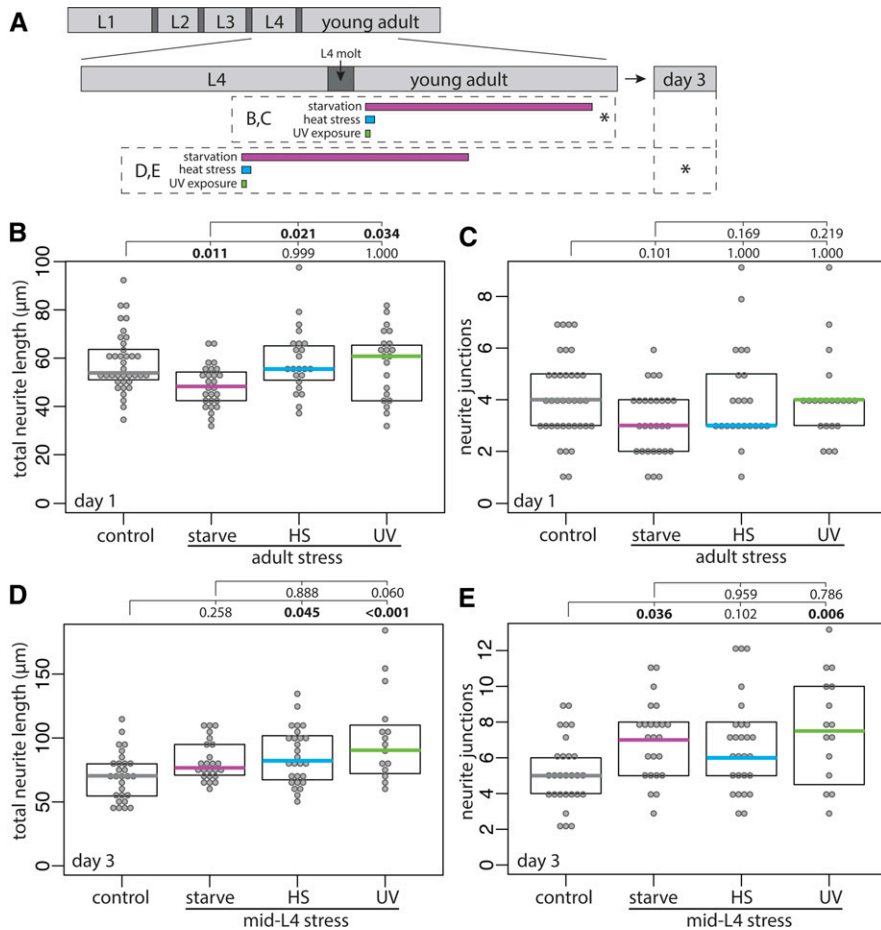 A
L1 L2 L3 L4 young adult
L4 molt
L4 young adult day 3
B,C
starvation
heat stress
UV exposure
*
D,E
starvation
heat stress
UV exposure
*
B
0.021 0.034
0.011 0.999 1.000
total neurite length (µm)
100
80
60
40
20
0
day 1
control starve HS UV
adult stress
C
0.169 0.219
0.101 1.000 1.000
neurite junctions
8
6
4
2
0
day 1
control starve HS UV
adult stress
D
0.888 0.060
0.258 0.045 <0.001
total neurite length (µm)
150
100
50
0
day 3
control starve HS UV
mid-L4 stress
E
0.959 0.786
0.036 0.102 0.006
neurite junctions
12
10
8
6
4
2
0
day 3
control starve HS UV
mid-L4 stress